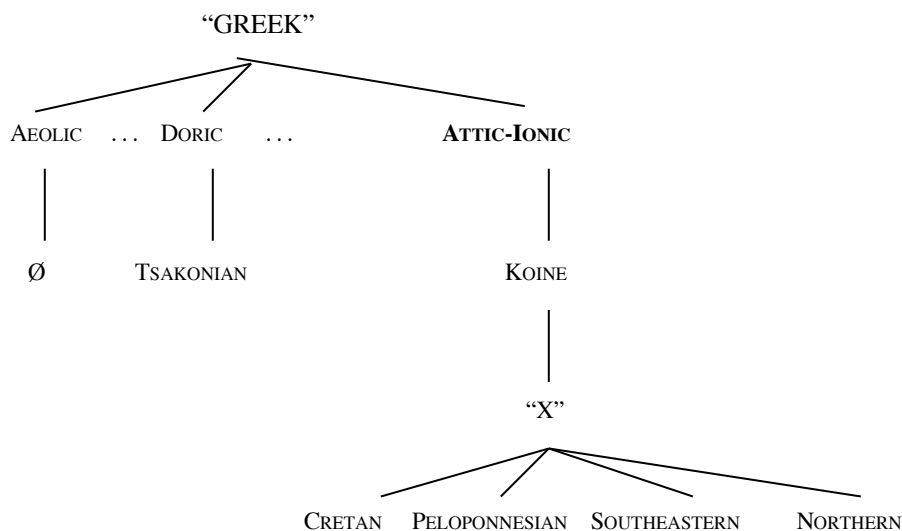 “GREEK”
AEOLIC ... DORIC ... ATTIC-IONIC
Ø TSAKONIAN KOINE
“X”
CRETAN PELOPONNESIAN SOUTHEASTERN NORTHERN